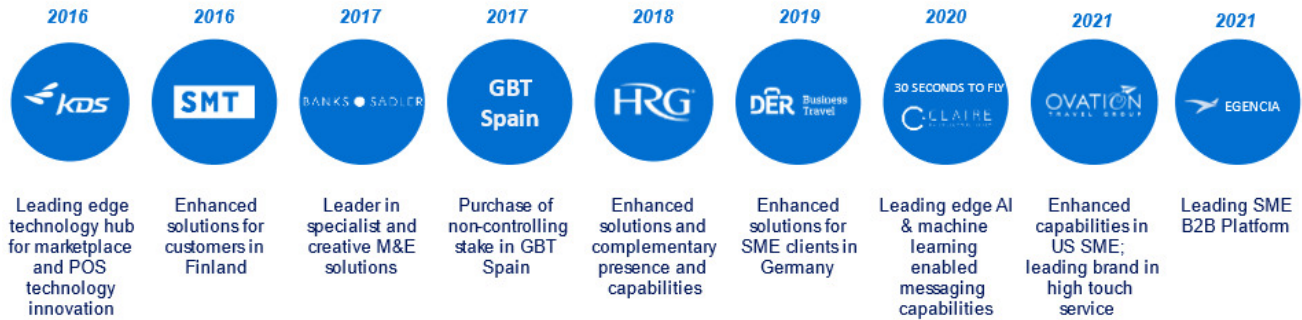 2016
2016
2017
2017
2018
2019
2020
2021
2021
KDS
SMT
BANKS SADLER
GBT
Spain
HRG
DER Business
Travel
30 SECONDS TO FLY
CLAIRE
OVATION
TRAVEL GROUP
EGENCIA
Leading edge
technology hub
for marketplace
and POS
technology
innovation
Enhanced
solutions for
customers in
Finland
Leader in
specialist and
creative M&E
solutions
Purchase of
non-controlling
stake in GBT
Spain
Enhanced
solutions and
complementary
presence and
capabilities
Enhanced
solutions for
SME clients in
Germany
Leading edge AI
& machine
learning
enabled
messaging
capabilities
Enhanced
capabilities in
US SME;
leading brand in
high touch
service
Leading SME
B2B Platform